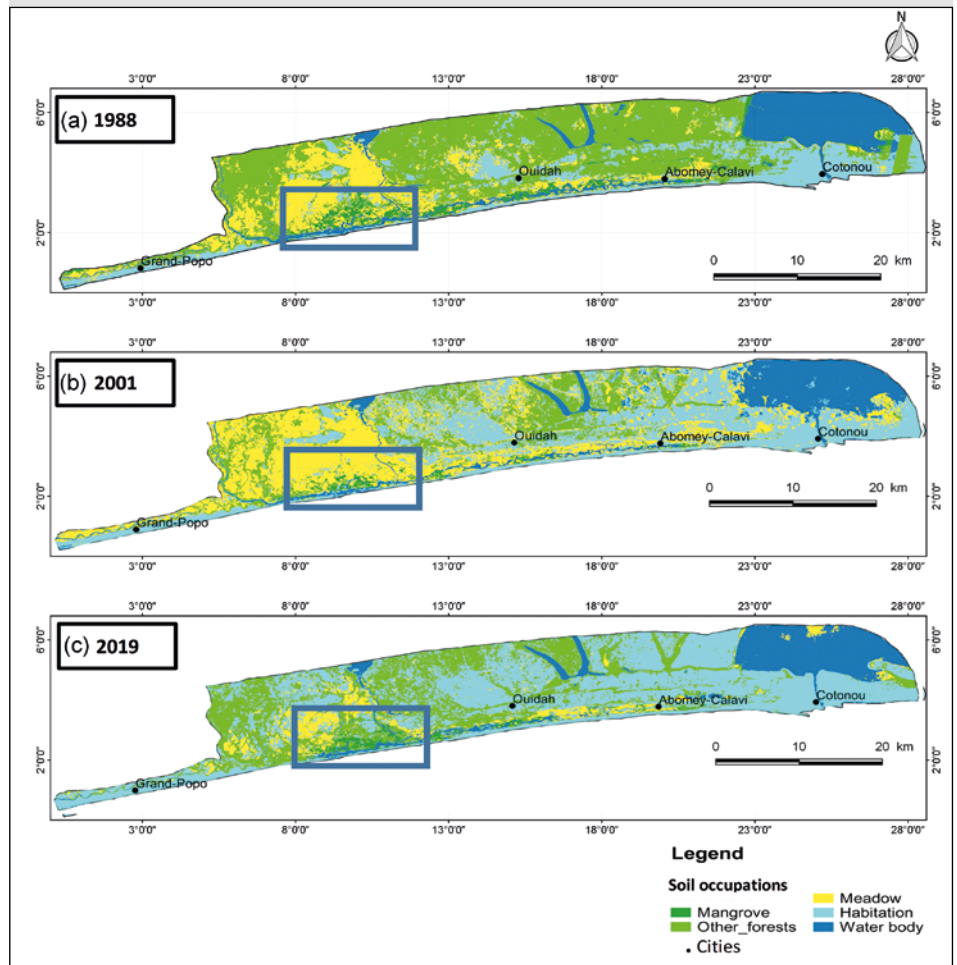 N
3°0'0" 8°0'0" 13°0'0" 18°0'0" 23°0'0" 28°0'0"
(a) 1988
6°0'0" 6°0'0"
Ouidah Abomey-Calavi Cotonou
2°0'0" 2°0'0"
Grand-Popo
0 10 20 km
3°0'0" 8°0'0" 13°0'0" 18°0'0" 23°0'0" 28°0'0"
3°0'0" 8°0'0" 13°0'0" 18°0'0" 23°0'0" 28°0'0"
(b) 2001
6°0'0" 6°0'0"
Ouidah Abomey-Calavi Cotonou
2°0'0" 2°0'0"
Grand-Popo
0 10 20 km
3°0'0" 8°0'0" 13°0'0" 18°0'0" 23°0'0" 28°0'0"
3°0'0" 8°0'0" 13°0'0" 18°0'0" 23°0'0" 28°0'0"
(c) 2019
6°0'0" 6°0'0"
Ouidah Abomey-Calavi Cotonou
2°0'0" 2°0'0"
Grand-Popo
0 10 20 km
3°0'0" 8°0'0" 13°0'0" 18°0'0" 23°0'0" 28°0'0"
Legend
Soil occupations
Mangrove
Other_forests
Meadow
Habitation
Water body
Cities